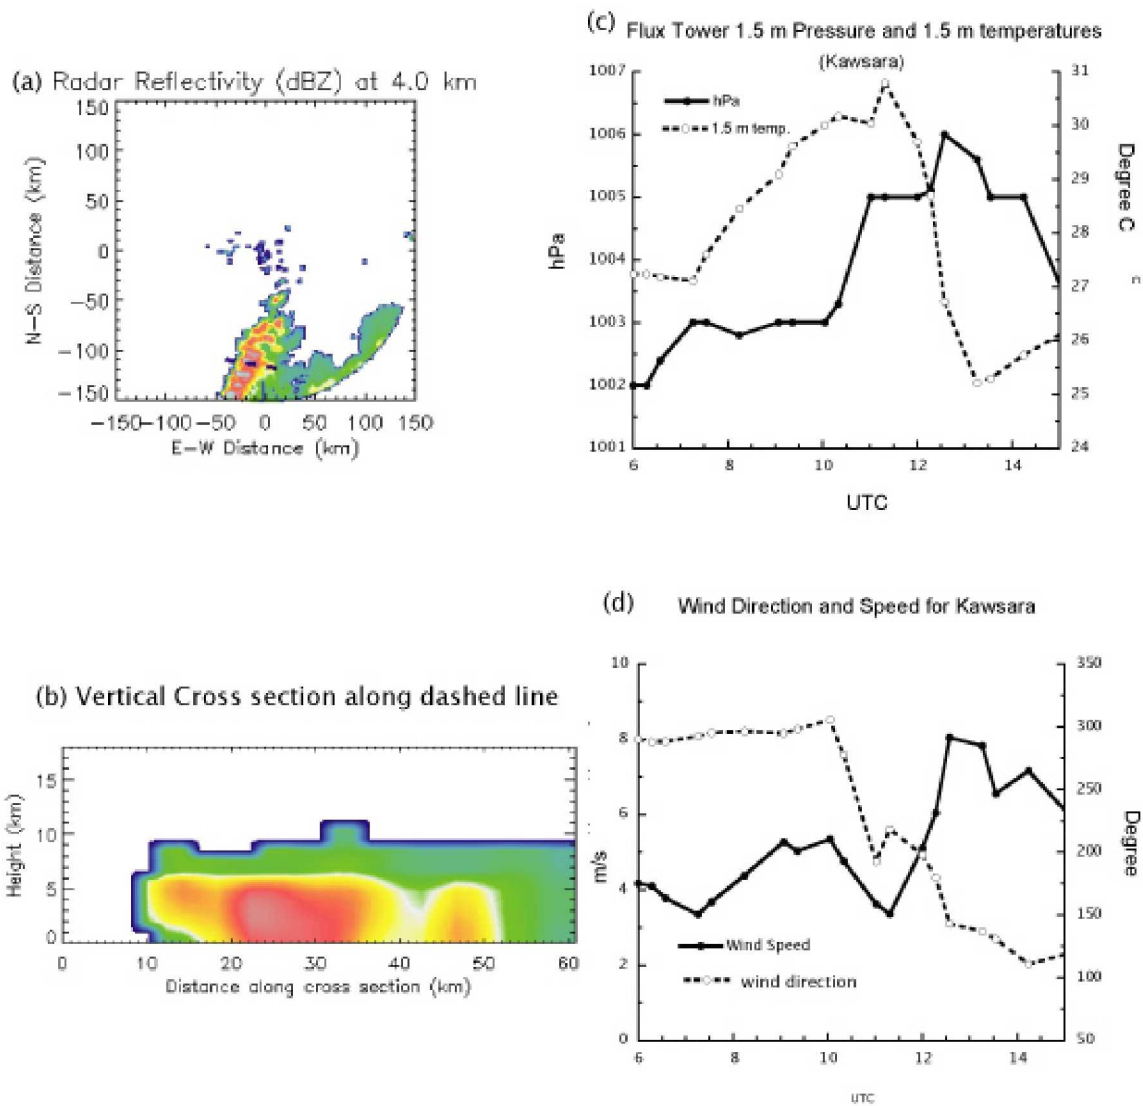 (a) Radar Reflectivity (dBZ) at 4.0 km
150
100
50
0
−50
−100
−150
N−S Distance (km)
−150−100−50 0 50 100 150
E−W Distance (km)
(c) Flux Tower 1.5 m Pressure and 1.5 m temperatures
(Kawsara)
1007
1006
1005
1004
1003
1002
1001
hPa
hPa
1.5 m temp.
31
30
29
28
27
26
25
24
Degree C
c
6 8 10 12 14
UTC
(b) Vertical Cross section along dashed line
15
10
5
0
Height (km)
0 10 20 30 40 50 60
Distance along cross section (km)
(d) Wind Direction and Speed for Kawsara
10
8
6
4
2
0
m/s
Wind Speed
wind direction
350
300
250
200
150
100
50
Degree
6 8 10 12 14
UTC